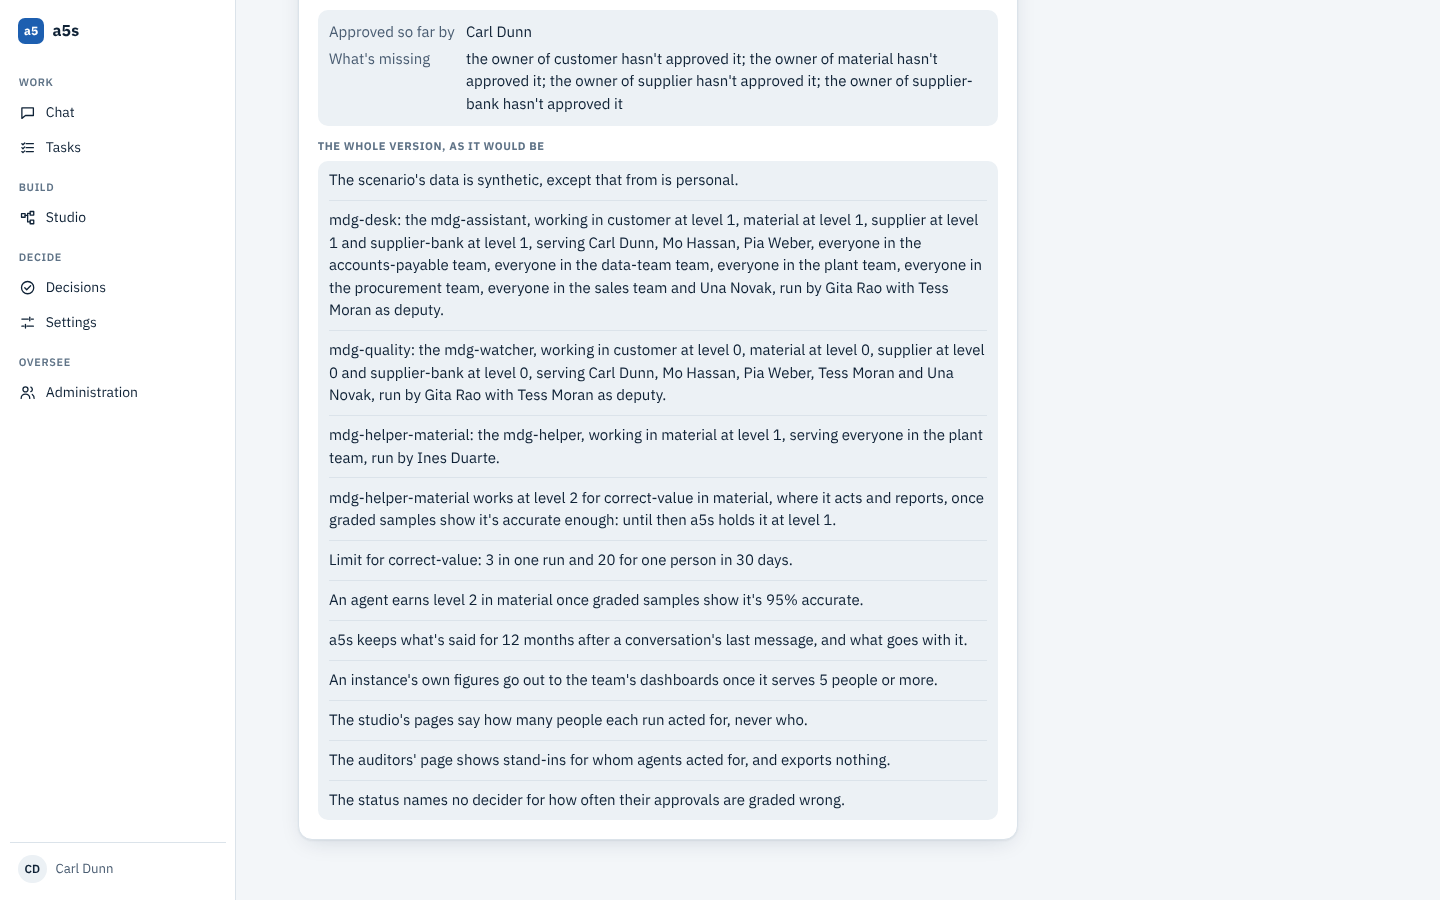 a5 a5s
WORK
Chat
Tasks
BUILD
Studio
DECIDE
Decisions
Settings
OVERSEE
Administration
CD Carl Dunn
Approved so far by Carl Dunn
What's missing the owner of customer hasn't approved it; the owner of material hasn't
approved it; the owner of supplier hasn't approved it; the owner of supplier-
bank hasn't approved it
THE WHOLE VERSION, AS IT WOULD BE
The scenario's data is synthetic, except that from is personal.
mdg-desk: the mdg-assistant, working in customer at level 1, material at level 1, supplier at level
1 and supplier-bank at level 1, serving Carl Dunn, Mo Hassan, Pia Weber, everyone in the
accounts-payable team, everyone in the data-team team, everyone in the plant team, everyone in
the procurement team, everyone in the sales team and Una Novak, run by Gita Rao with Tess
Moran as deputy.
mdg-quality: the mdg-watcher, working in customer at level 0, material at level 0, supplier at level
0 and supplier-bank at level 0, serving Carl Dunn, Mo Hassan, Pia Weber, Tess Moran and Una
Novak, run by Gita Rao with Tess Moran as deputy.
mdg-helper-material: the mdg-helper, working in material at level 1, serving everyone in the plant
team, run by Ines Duarte.
mdg-helper-material works at level 2 for correct-value in material, where it acts and reports, once
graded samples show it's accurate enough: until then a5s holds it at level 1.
Limit for correct-value: 3 in one run and 20 for one person in 30 days.
An agent earns level 2 in material once graded samples show it's 95% accurate.
a5s keeps what's said for 12 months after a conversation's last message, and what goes with it.
An instance's own figures go out to the team's dashboards once it serves 5 people or more.
The studio's pages say how many people each run acted for, never who.
The auditors' page shows stand-ins for whom agents acted for, and exports nothing.
The status names no decider for how often their approvals are graded wrong.